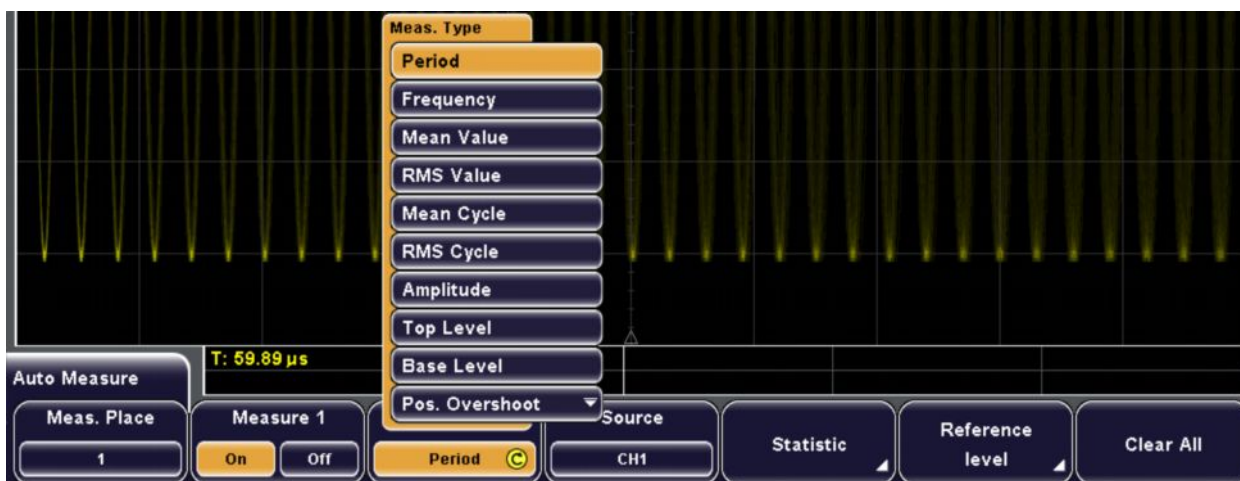 Meas. Type
Period
Frequency
Mean Value
RMS Value
Mean Cycle
RMS Cycle
Amplitude
Top Level
Base Level
Pos. Overshoot
T: 59.89 µs
Auto Measure
Meas. Place
1
Measure 1
On Off
Period C
Source
CH1
Statistic
Reference
level
Clear All